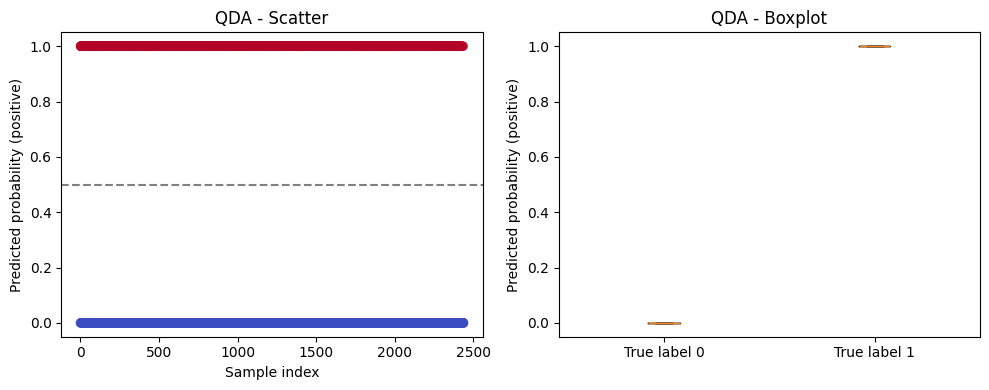 QDA - Scatter
Predicted probability (positive)
1.0
0.8
0.6
0.4
0.2
0.0
0 500 1000 1500 2000 2500
Sample index
QDA - Boxplot
Predicted probability (positive)
1.0
0.8
0.6
0.4
0.2
0.0
True label 0 True label 1